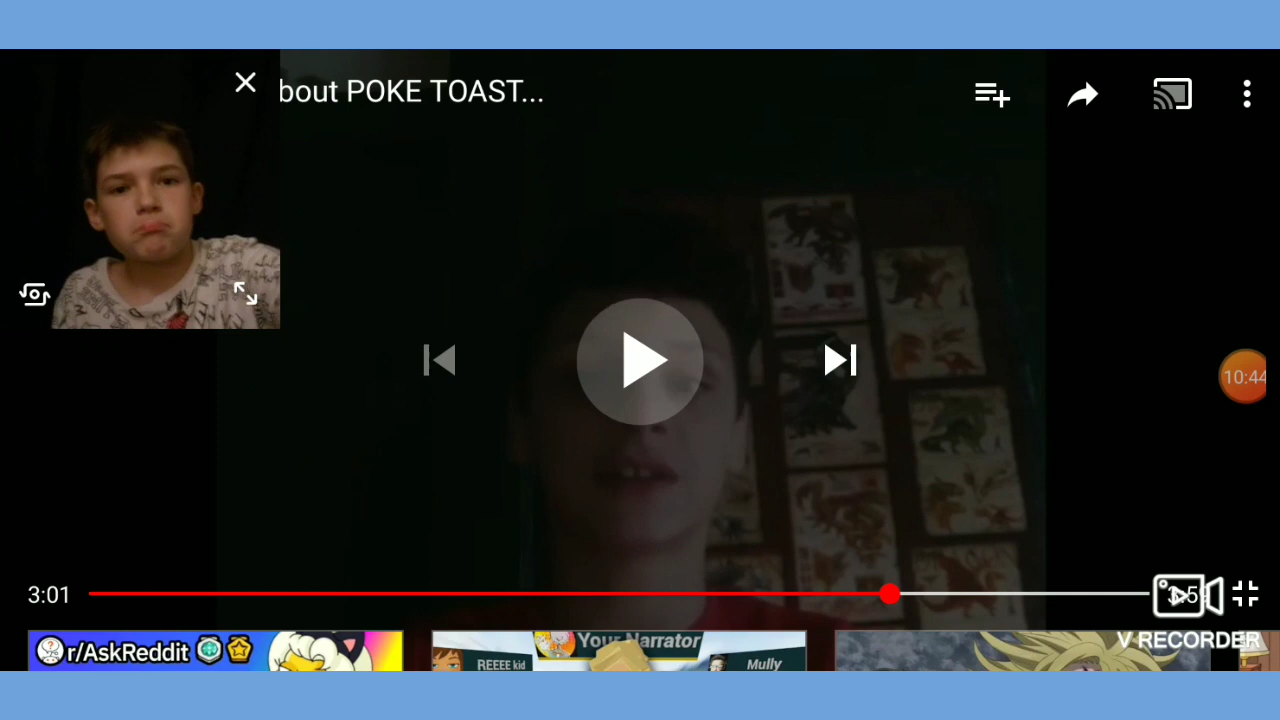 bout POKE TOAST...
10:44
3:01
V RECORDER
r/AskReddit
Your Narrator
REEEE kid
Mully